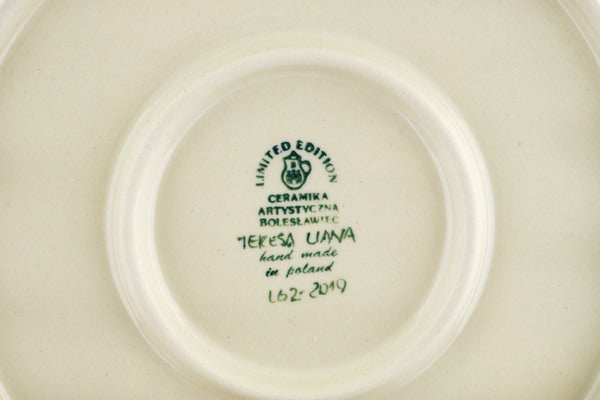 LIMITED EDITION
CERAMIKA
ARTYSTYCZNA
BOLESŁAWIEC
TERESA LIANA
hand made
in poland
L62-2019